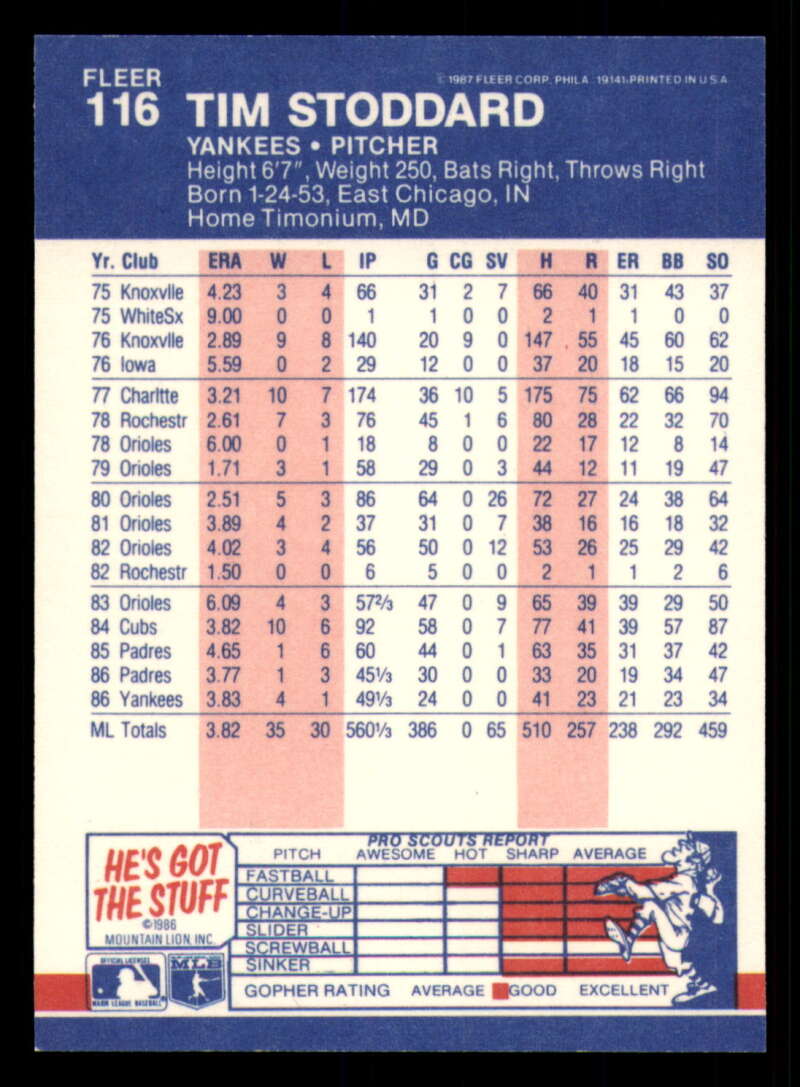 FLEER
© 1987 FLEER CORP. PHILA. 19141. PRINTED IN U S A
116 TIM STODDARD
YANKEES • PITCHER
Height 6'7", Weight 250, Bats Right, Throws Right
Born 1-24-53, East Chicago, IN
Home Timonium, MD
Yr. Club ERA W L IP G CG SV H R ER BB SO
75 Knoxvlle 4.23 3 4 66 31 2 7 66 40 31 43 37
75 WhiteSx 9.00 0 0 1 1 0 0 2 1 1 0 0
76 Knoxvlle 2.89 9 8 140 20 9 0 147 55 45 60 62
76 Iowa 5.59 0 2 29 12 0 0 37 20 18 15 20
77 Charltte 3.21 10 7 174 36 10 5 175 75 62 66 94
78 Rochestr 2.61 7 3 76 45 1 6 80 28 22 32 70
78 Orioles 6.00 0 1 18 8 0 0 22 17 12 8 14
79 Orioles 1.71 3 1 58 29 0 3 44 12 11 19 47
80 Orioles 2.51 5 3 86 64 0 26 72 27 24 38 64
81 Orioles 3.89 4 2 37 31 0 7 38 16 16 18 32
82 Orioles 4.02 3 4 56 50 0 12 53 26 25 29 42
82 Rochestr 1.50 0 0 6 5 0 0 2 1 1 2 6
83 Orioles 6.09 4 3 57⅔ 47 0 9 65 39 39 29 50
84 Cubs 3.82 10 6 92 58 0 7 77 41 39 57 87
85 Padres 4.65 1 6 60 44 0 1 63 35 31 37 42
86 Padres 3.77 1 3 45⅓ 30 0 0 33 20 19 34 47
86 Yankees 3.83 4 1 49⅓ 24 0 0 41 23 21 23 34
ML Totals 3.82 35 30 560⅓ 386 0 65 510 257 238 292 459
HE'S GOT
THE STUFF
©1986
MOUNTAIN LION, INC.
OFFICIAL LICENSEE
MAJOR LEAGUE BASEBALL
MLB
PRO SCOUTS REPORT
PITCH AWESOME HOT SHARP AVERAGE
FASTBALL
CURVEBALL
CHANGE-UP
SLIDER
SCREWBALL
SINKER
GOPHER RATING AVERAGE GOOD EXCELLENT